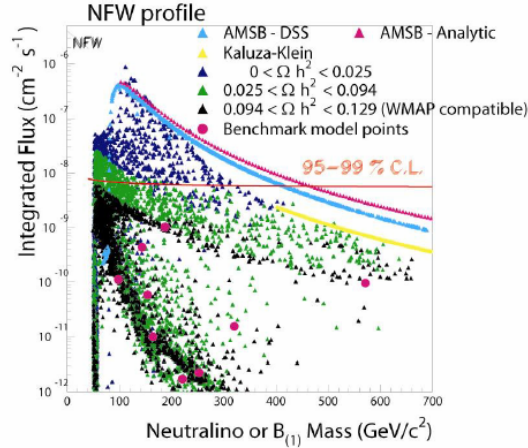 NFW profile
NFW
AMSB - DSS
AMSB - Analytic
Kaluza-Klein
0 < Ω h² < 0.025
0.025 < Ω h² < 0.094
0.094 < Ω h² < 0.129 (WMAP compatible)
Benchmark model points
95-99 % C.L.
Integrated Flux (cm⁻² s⁻¹)
10⁻⁶
10⁻⁷
10⁻⁸
10⁻⁹
10⁻¹⁰
10⁻¹¹
10⁻¹²
0 100 200 300 400 500 600 700
Neutralino or B₍₁₎ Mass (GeV/c²)